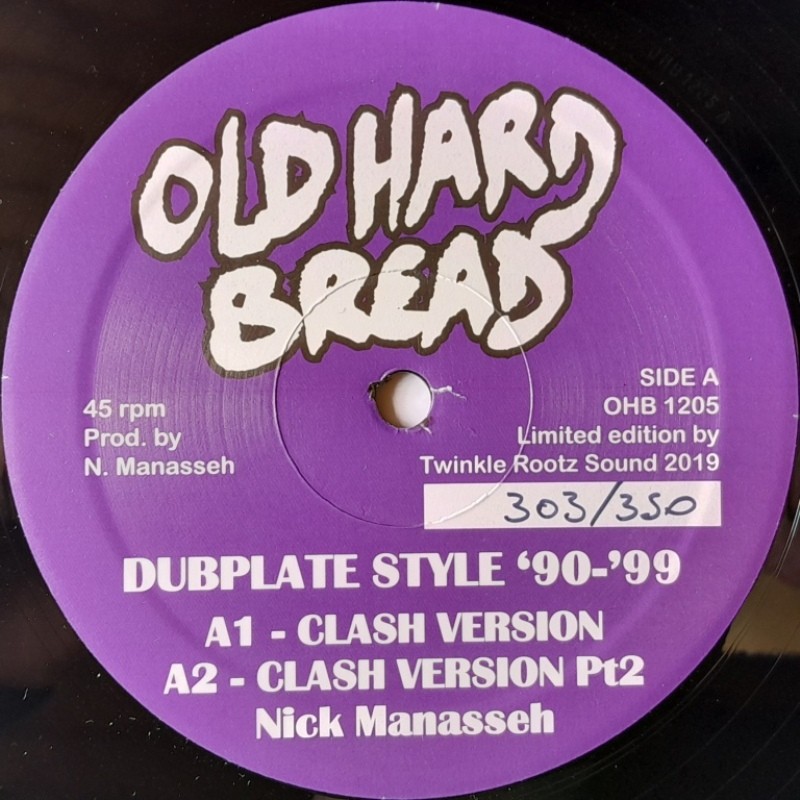 OLD HARD
BREAD
45 rpm
Prod. by
N. Manasseh
SIDE A
OHB 1205
Limited edition by
Twinkle Rootz Sound 2019
303/350
DUBPLATE STYLE ‘90-’99
A1 - CLASH VERSION
A2 - CLASH VERSION Pt2
Nick Manasseh